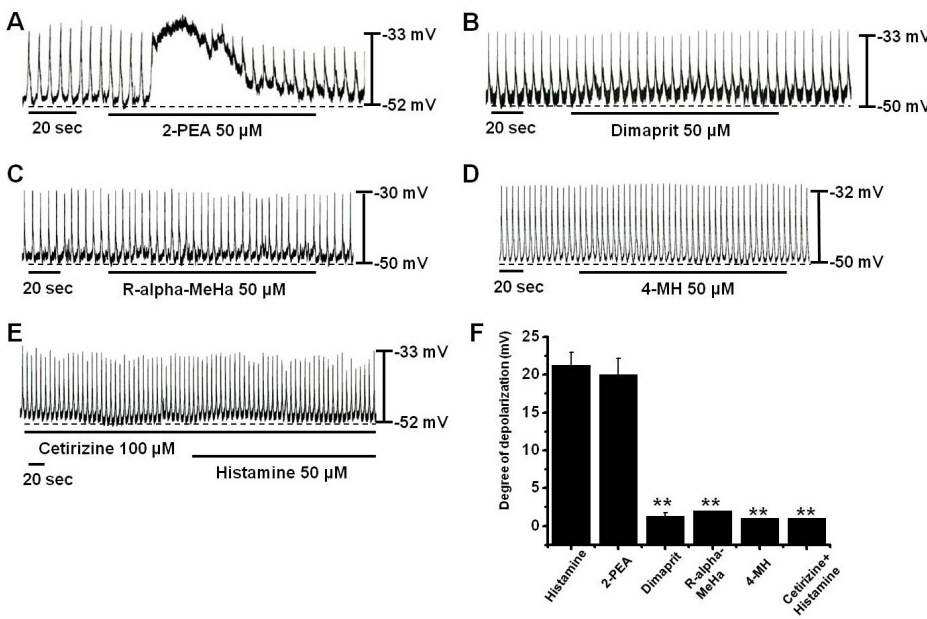 A
-33 mV
-52 mV
20 sec
2-PEA 50 µM
B
-33 mV
-50 mV
20 sec
Dimaprit 50 µM
C
-30 mV
-50 mV
20 sec
R-alpha-MeHa 50 µM
D
-32 mV
-50 mV
20 sec
4-MH 50 µM
E
-33 mV
-52 mV
Cetirizine 100 µM
20 sec
Histamine 50 µM
F
Degree of depolarization (mV)
25
20
15
10
5
0
**
**
**
**
Histamine
2-PEA
Dimaprit
R-alpha-
MeHa
4-MH
Cetirizine+
Histamine